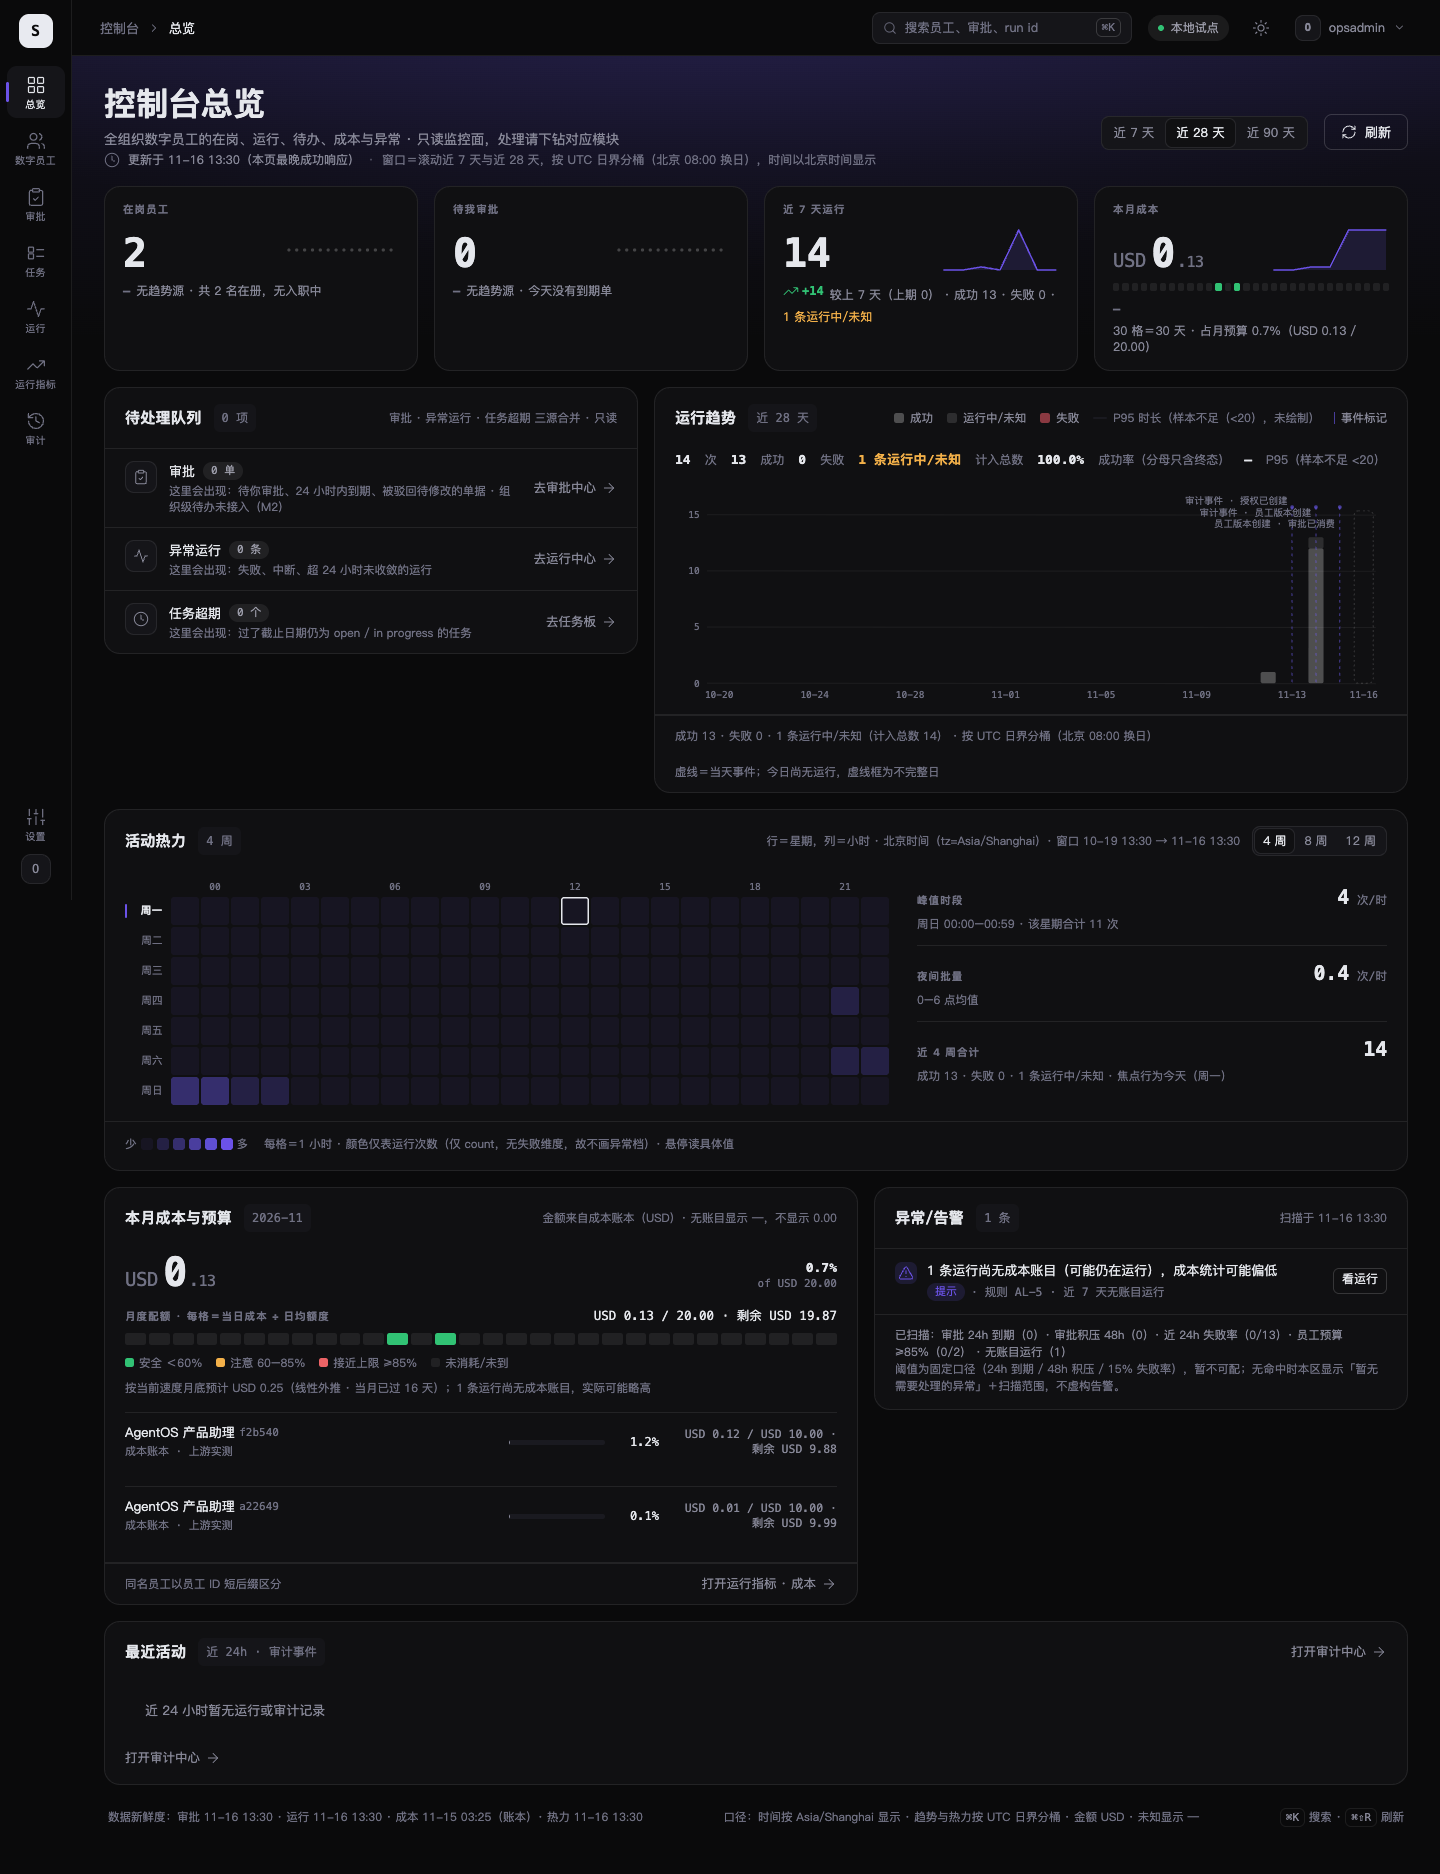 S
控制台 › 总览
搜索员工、审批、run id ⌘K
本地试点
O opsadmin
总览
数字员工
审批
任务
运行
运行指标
审计
设置
O
控制台总览
全组织数字员工的在岗、运行、待办、成本与异常 · 只读监控面，处理请下钻对应模块
更新于 11-16 13:30（本页最晚成功响应） · 窗口＝滚动近 7 天与近 28 天，按 UTC 日界分桶（北京 08:00 换日），时间以北京时间显示
近 7 天 近 28 天 近 90 天
刷新
在岗员工
2
— 无趋势源 · 共 2 名在册，无入职中
待我审批
0
— 无趋势源 · 今天没有到期单
近 7 天运行
14
+14 较上 7 天（上期 0） · 成功 13 · 失败 0 ·
1 条运行中/未知
本月成本
USD 0.13
—
30 格＝30 天 · 占月预算 0.7%（USD 0.13 /
20.00）
待处理队列 0 项
审批 · 异常运行 · 任务超期 三源合并 · 只读
审批 0 单
这里会出现：待你审批、24 小时内到期、被驳回待修改的单据 · 组
织级待办未接入（M2）
去审批中心 →
异常运行 0 条
这里会出现：失败、中断、超 24 小时未收敛的运行
去运行中心 →
任务超期 0 个
这里会出现：过了截止日期仍为 open / in progress 的任务
去任务板 →
运行趋势 近 28 天
成功 运行中/未知 失败 P95 时长（样本不足（<20），未绘制） 事件标记
14 次 13 成功 0 失败 1 条运行中/未知 计入总数 100.0% 成功率（分母只含终态） — P95（样本不足 <20）
审计事件 · 授权已创建
审计事件 · 员工版本创建
员工版本创建 · 审批已消费
15
10
5
0
10-20 10-24 10-28 11-01 11-05 11-09 11-13 11-16
成功 13 · 失败 0 · 1 条运行中/未知（计入总数 14） · 按 UTC 日界分桶（北京 08:00 换日）
虚线＝当天事件；今日尚无运行，虚线框为不完整日
活动热力 4 周
行＝星期，列＝小时 · 北京时间（tz=Asia/Shanghai） · 窗口 10-19 13:30 → 11-16 13:30
4 周 8 周 12 周
00 03 06 09 12 15 18 21
周一
周二
周三
周四
周五
周六
周日
峰值时段 4 次/时
周日 00:00—00:59 · 该星期合计 11 次
夜间批量 0.4 次/时
0—6 点均值
近 4 周合计 14
成功 13 · 失败 0 · 1 条运行中/未知 · 焦点行为今天（周一）
少 多 每格＝1 小时 · 颜色仅表运行次数（仅 count，无失败维度，故不画异常档） · 悬停读具体值
本月成本与预算 2026-11
金额来自成本账本（USD） · 无账目显示 —，不显示 0.00
USD 0.13
0.7%
of USD 20.00
月度配额 · 每格＝当日成本 ÷ 日均额度
USD 0.13 / 20.00 · 剩余 USD 19.87
安全 <60% 注意 60—85% 接近上限 ≥85% 未消耗/未到
按当前速度月底预计 USD 0.25（线性外推 · 当月已过 16 天）；1 条运行尚无成本账目，实际可能略高
AgentOS 产品助理 f2b540
成本账本 · 上游实测
1.2%
USD 0.12 / USD 10.00 ·
剩余 USD 9.88
AgentOS 产品助理 a22649
成本账本 · 上游实测
0.1%
USD 0.01 / USD 10.00 ·
剩余 USD 9.99
同名员工以员工 ID 短后缀区分
打开运行指标 · 成本 →
异常/告警 1 条
扫描于 11-16 13:30
1 条运行尚无成本账目（可能仍在运行），成本统计可能偏低
提示 · 规则 AL-5 · 近 7 天无账目运行
看运行
已扫描：审批 24h 到期（0） · 审批积压 48h（0） · 近 24h 失败率（0/13） · 员工预算
≥85%（0/2） · 无账目运行（1）
阈值为固定口径（24h 到期 / 48h 积压 / 15% 失败率），暂不可配；无命中时本区显示「暂无
需要处理的异常」＋扫描范围，不虚构告警。
最近活动 近 24h · 审计事件
打开审计中心 →
近 24 小时暂无运行或审计记录
打开审计中心 →
数据新鲜度：审批 11-16 13:30 · 运行 11-16 13:30 · 成本 11-15 03:25（账本） · 热力 11-16 13:30
口径：时间按 Asia/Shanghai 显示 · 趋势与热力按 UTC 日界分桶 · 金额 USD · 未知显示 —
⌘K 搜索 · ⌘⇧R 刷新